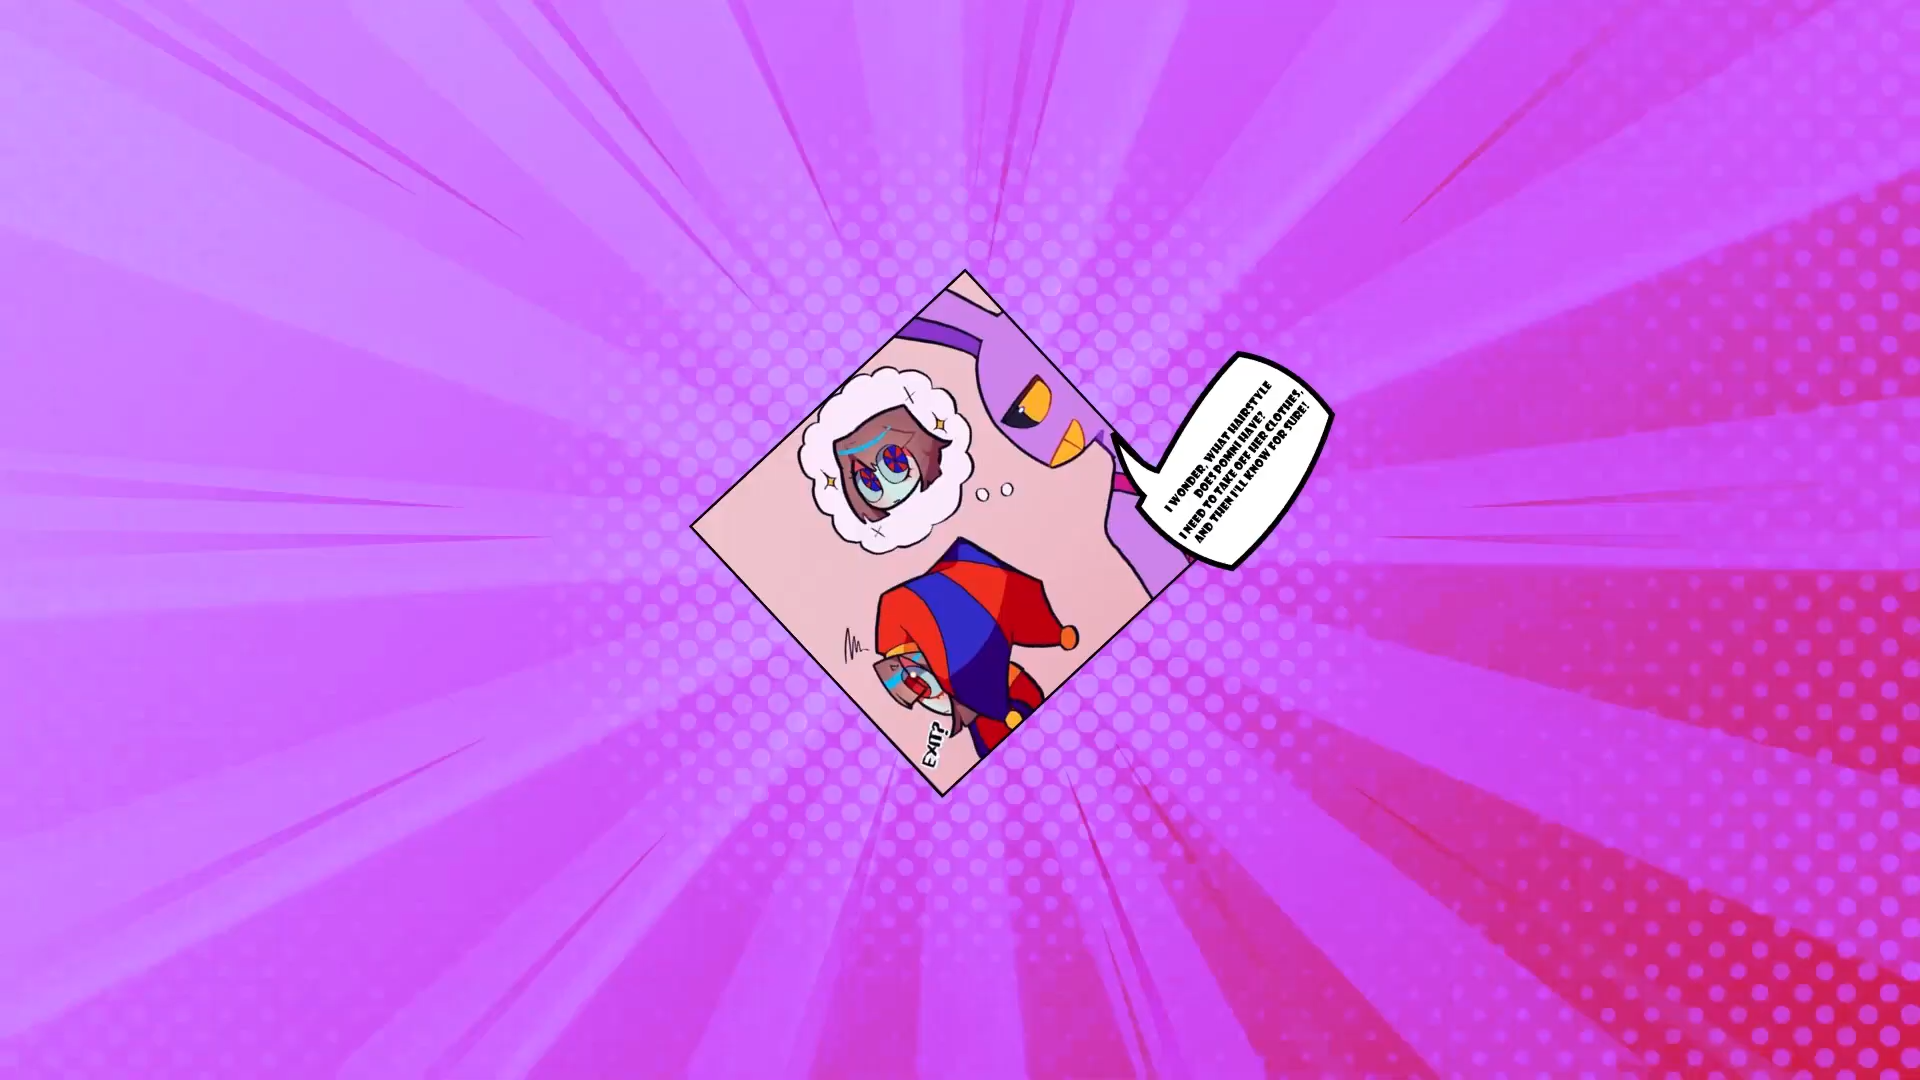 I WONDER, WHAT HAIRSTYLE
DOES POMNI HAVE?
I NEED TO TAKE OFF HER CLOTHES,
AND THEN I'LL KNOW FOR SURE!
EXIT?